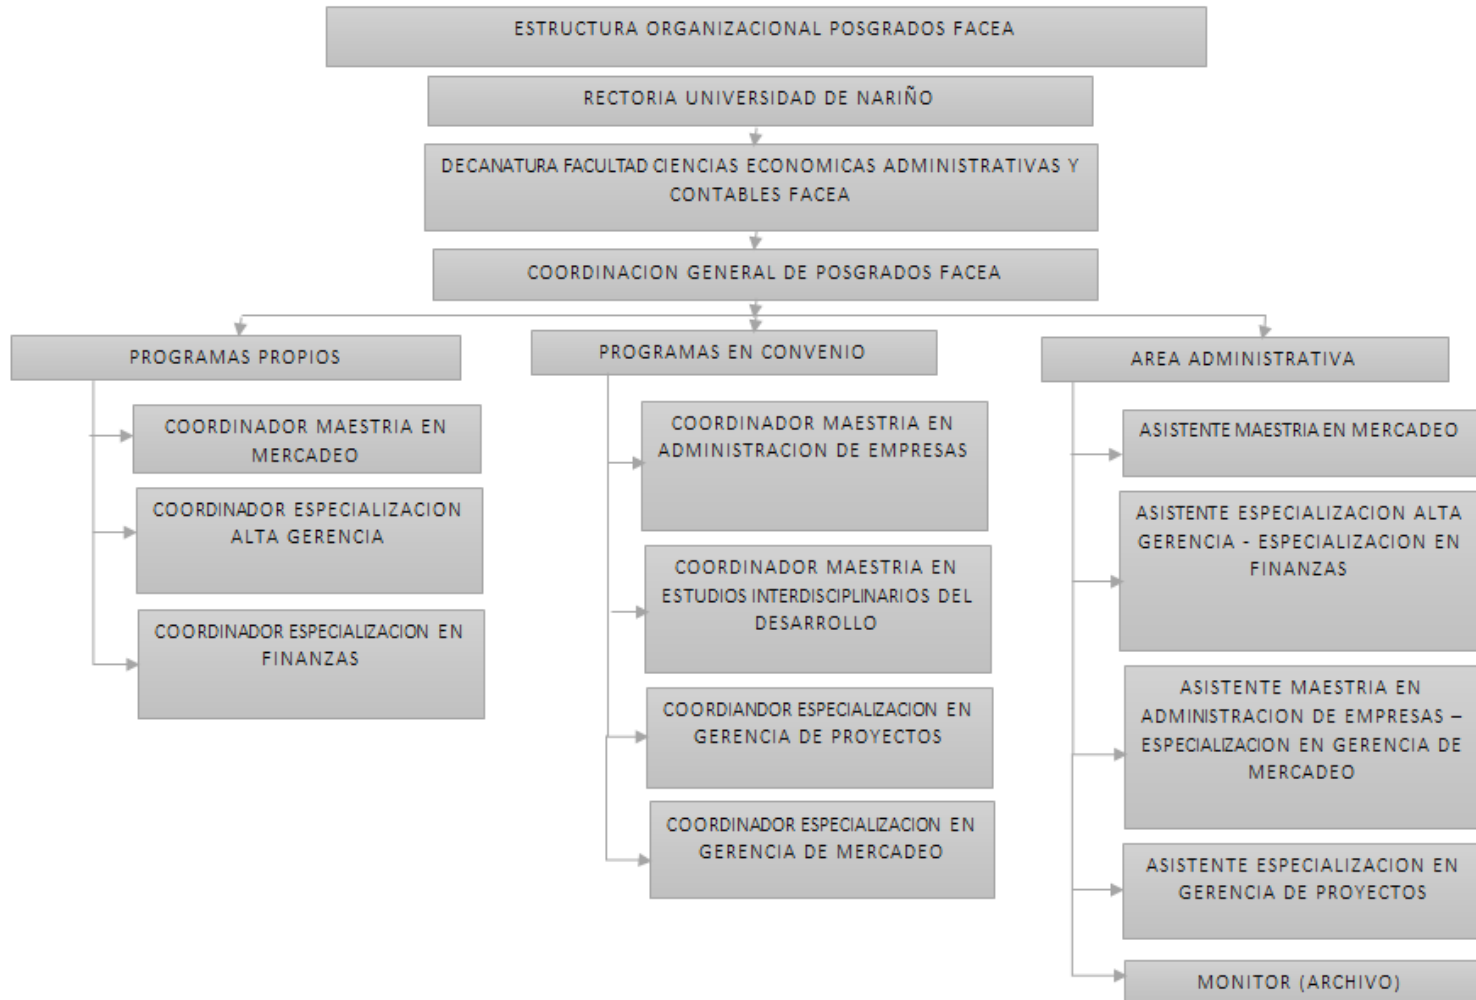 ESTRUCTURA ORGANIZACIONAL POSGRADOS FACEA
RECTORIA UNIVERSIDAD DE NARIÑO
DECANATURA FACULTAD CIENCIAS ECONOMICAS ADMINISTRATIVAS Y
CONTABLES FACEA
COORDINACION GENERAL DE POSGRADOS FACEA
PROGRAMAS PROPIOS
COORDINADOR MAESTRIA EN
MERCADEO
COORDINADOR ESPECIALIZACION
ALTA GERENCIA
COORDINADOR ESPECIALIZACION EN
FINANZAS
PROGRAMAS EN CONVENIO
COORDINADOR MAESTRIA EN
ADMINISTRACION DE EMPRESAS
COORDINADOR MAESTRIA EN
ESTUDIOS INTERDISCIPLINARIOS DEL
DESARROLLO
COORDIANDOR ESPECIALIZACION EN
GERENCIA DE PROYECTOS
COORDINADOR ESPECIALIZACION EN
GERENCIA DE MERCADEO
AREA ADMINISTRATIVA
ASISTENTE MAESTRIA EN MERCADEO
ASISTENTE ESPECIALIZACION ALTA
GERENCIA - ESPECIALIZACION EN
FINANZAS
ASISTENTE MAESTRIA EN
ADMINISTRACION DE EMPRESAS –
ESPECIALIZACION EN GERENCIA DE
MERCADEO
ASISTENTE ESPECIALIZACION EN
GERENCIA DE PROYECTOS
MONITOR (ARCHIVO)